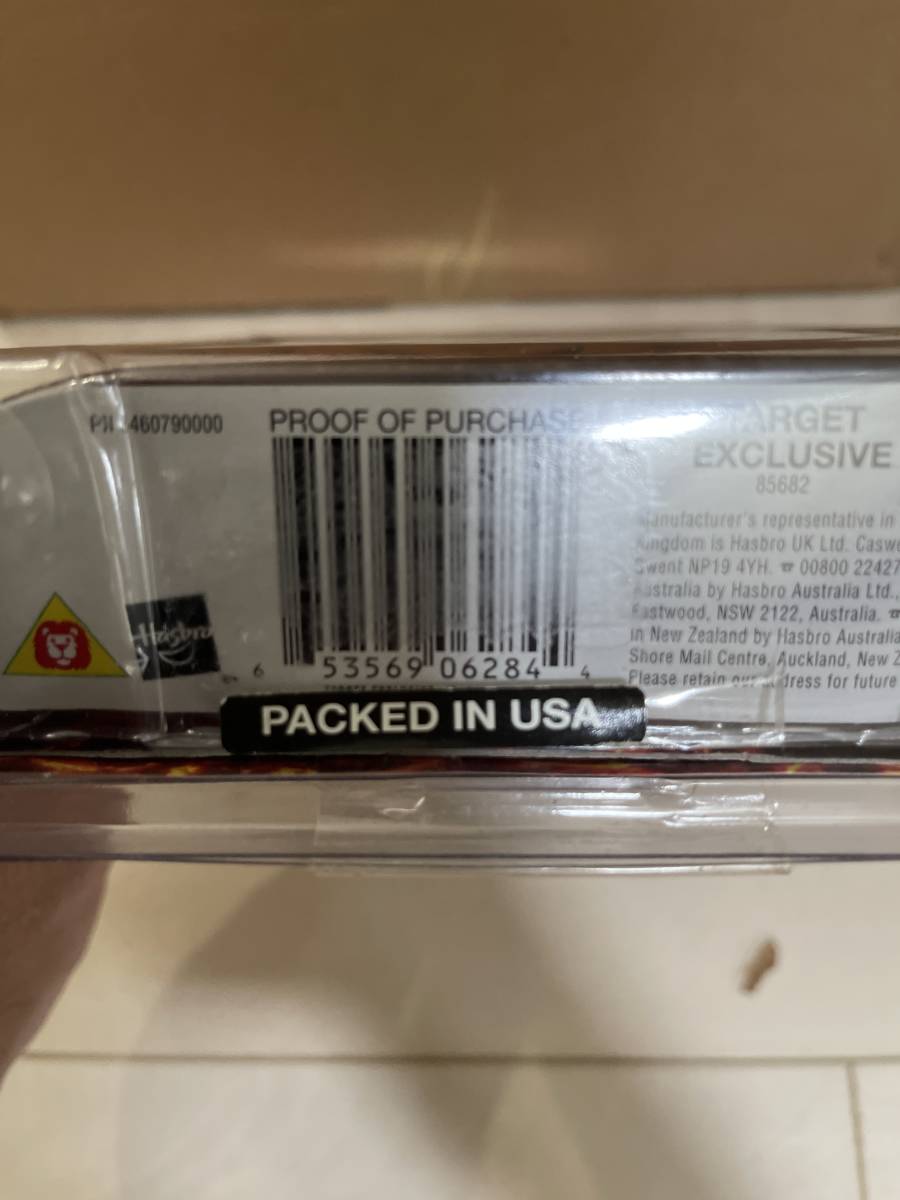 P/N 460790000
PROOF OF PURCHASE
TARGET
EXCLUSIVE
85682
Manufacturer's representative in
Kingdom is Hasbro UK Ltd. Casw
Gwent NP19 4YH. ☎ 00800 22427
Australia by Hasbro Australia Ltd.,
Eastwood, NSW 2122, Australia. ☎
in New Zealand by Hasbro Australia
Shore Mail Centre, Auckland, New Z
Please retain our address for future
Hasbro
6 53569 06284 4
PACKED IN USA